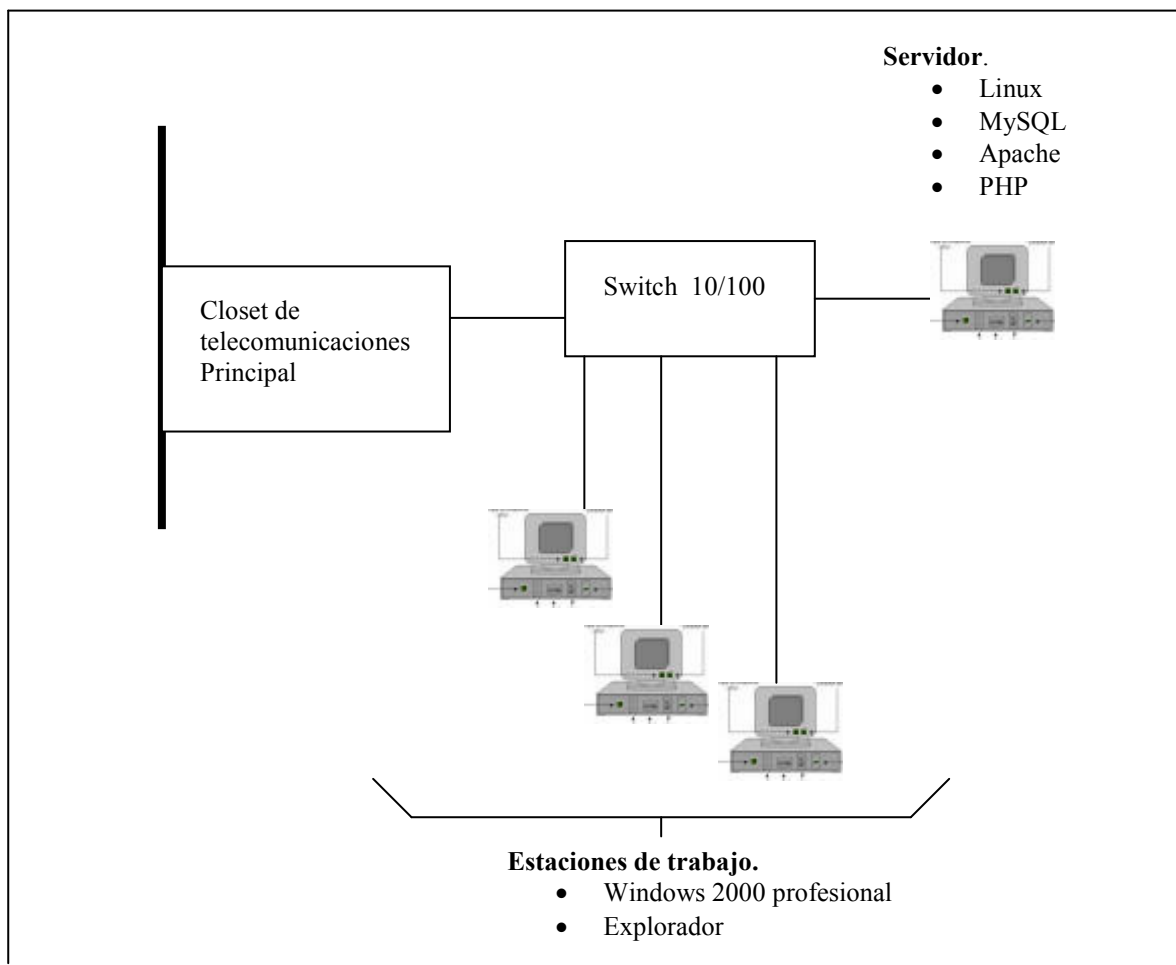 Servidor.
• Linux
• MySQL
• Apache
• PHP
Switch 10/100
Closet de
telecomunicaciones
Principal
Estaciones de trabajo.
• Windows 2000 profesional
• Explorador